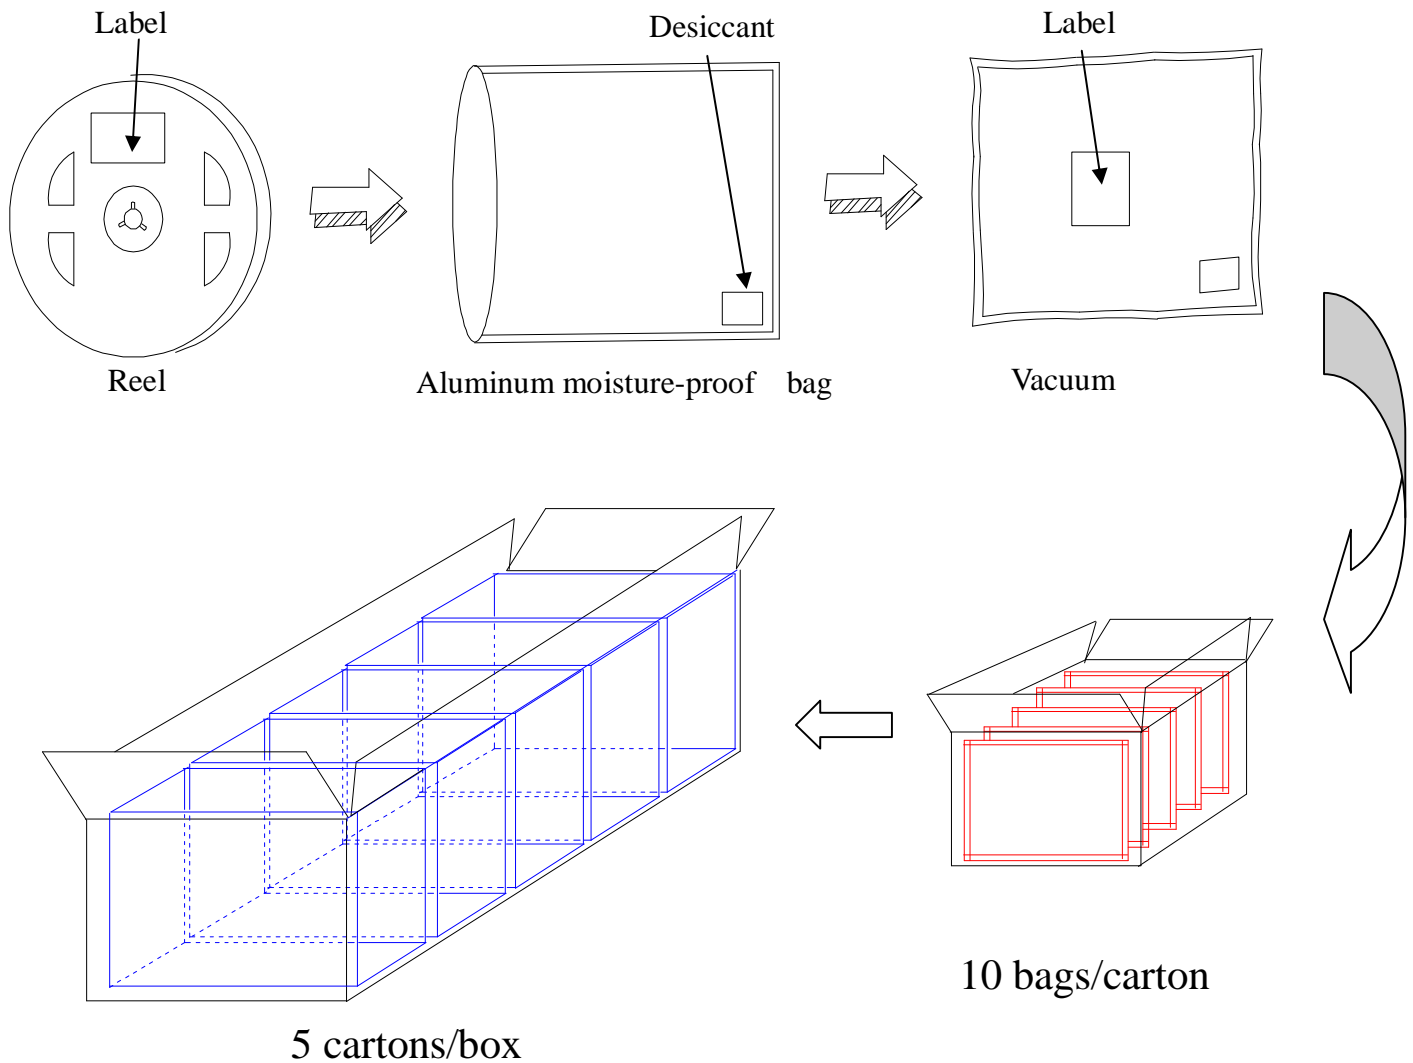 Label
Desiccant
Label
Reel
Aluminum moisture-proof bag
Vacuum
10 bags/carton
5 cartons/box